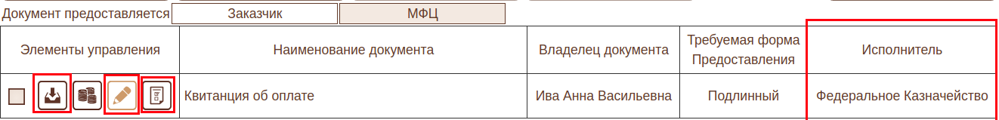 Документ предоставляется Заказчик МФЦ
Элементы управления Наименование документа Владелец документа Требуемая форма Предоставления Исполнитель
Квитанция об оплате Ива Анна Васильевна Подлинный Федеральное Казначейство